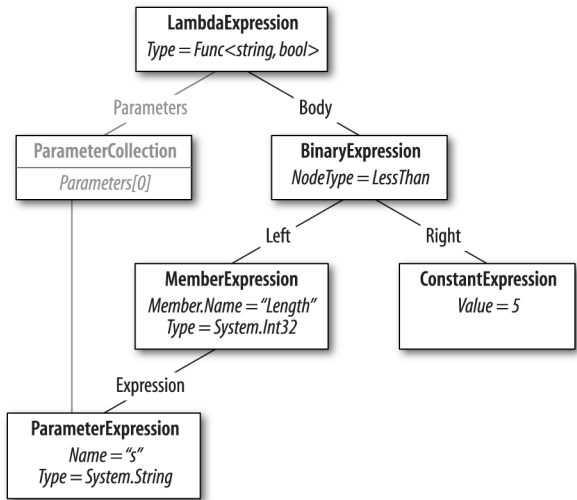 LambdaExpression
Type = Func<string, bool>
Parameters
Body
ParameterCollection
Parameters[0]
BinaryExpression
NodeType = LessThan
Left
Right
MemberExpression
Member.Name = “Length”
Type = System.Int32
ConstantExpression
Value = 5
Expression
ParameterExpression
Name = “s”
Type = System.String